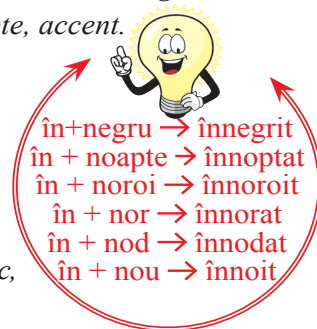 te, accent.
în+negru → înnegrit
în + noapte → înnoptat
în + noroi → înnoroit
în + nor → înnorat
în + nod → înnodat
c,
în + nou → înnoit